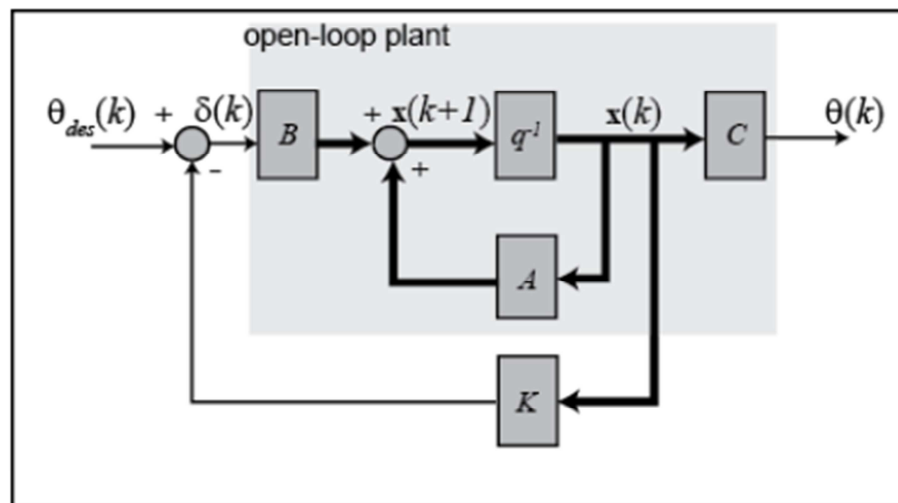 open-loop plant
θdes(k) + δ(k) B + x(k+1) q-1 x(k) C θ(k)
- +
A
K